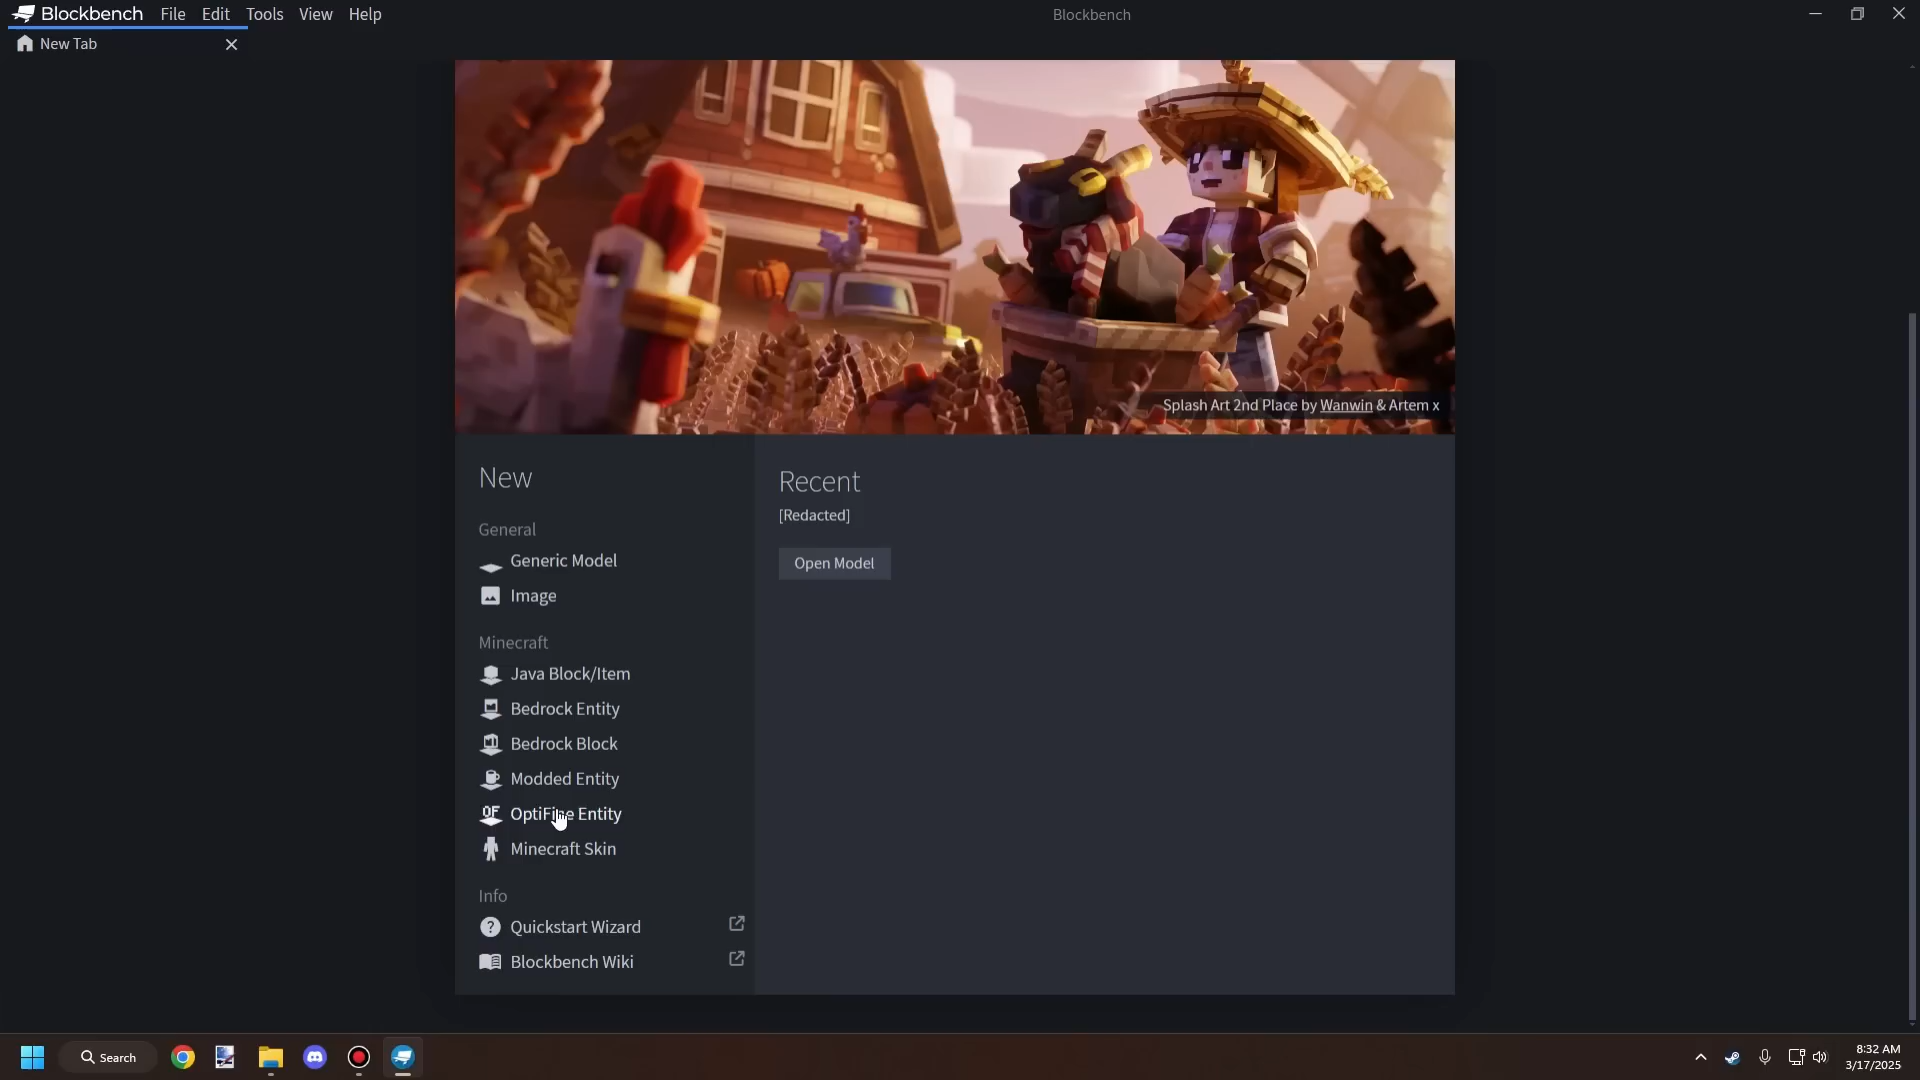 Blockbench File Edit Tools View Help Blockbench
New Tab
Splash Art 2nd Place by Wanwin & Artem x
New
General
Generic Model
Image
Minecraft
Java Block/Item
Bedrock Entity
Bedrock Block
Modded Entity
OF OptiFine Entity
Minecraft Skin
Info
? Quickstart Wizard
Blockbench Wiki
Recent
[Redacted]
Open Model
Search
8:32 AM
3/17/2025